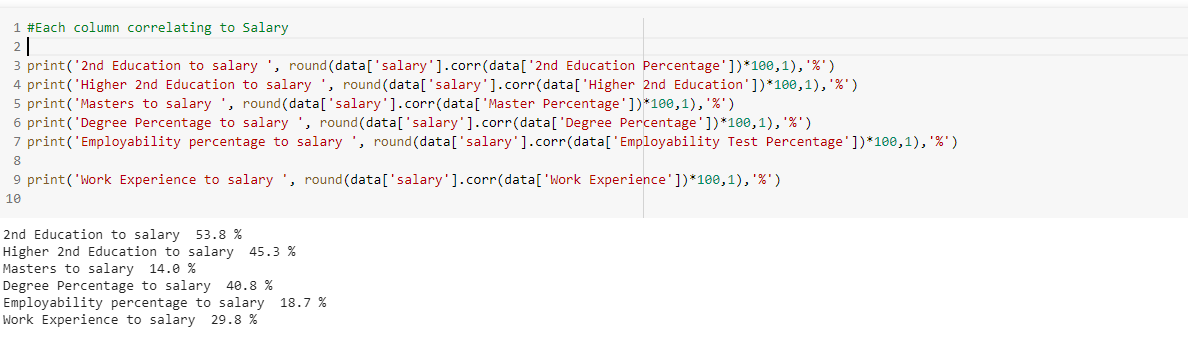 1 #Each column correlating to Salary
2
3 print('2nd Education to salary ', round(data['salary'].corr(data['2nd Education Percentage'])*100,1),'%')
4 print('Higher 2nd Education to salary ', round(data['salary'].corr(data['Higher 2nd Education'])*100,1),'%')
5 print('Masters to salary ', round(data['salary'].corr(data['Master Percentage'])*100,1),'%')
6 print('Degree Percentage to salary ', round(data['salary'].corr(data['Degree Percentage'])*100,1),'%')
7 print('Employability percentage to salary ', round(data['salary'].corr(data['Employability Test Percentage'])*100,1),'%')
8
9 print('Work Experience to salary ', round(data['salary'].corr(data['Work Experience'])*100,1),'%')
10
2nd Education to salary  53.8 %
Higher 2nd Education to salary  45.3 %
Masters to salary  14.0 %
Degree Percentage to salary  40.8 %
Employability percentage to salary  18.7 %
Work Experience to salary  29.8 %